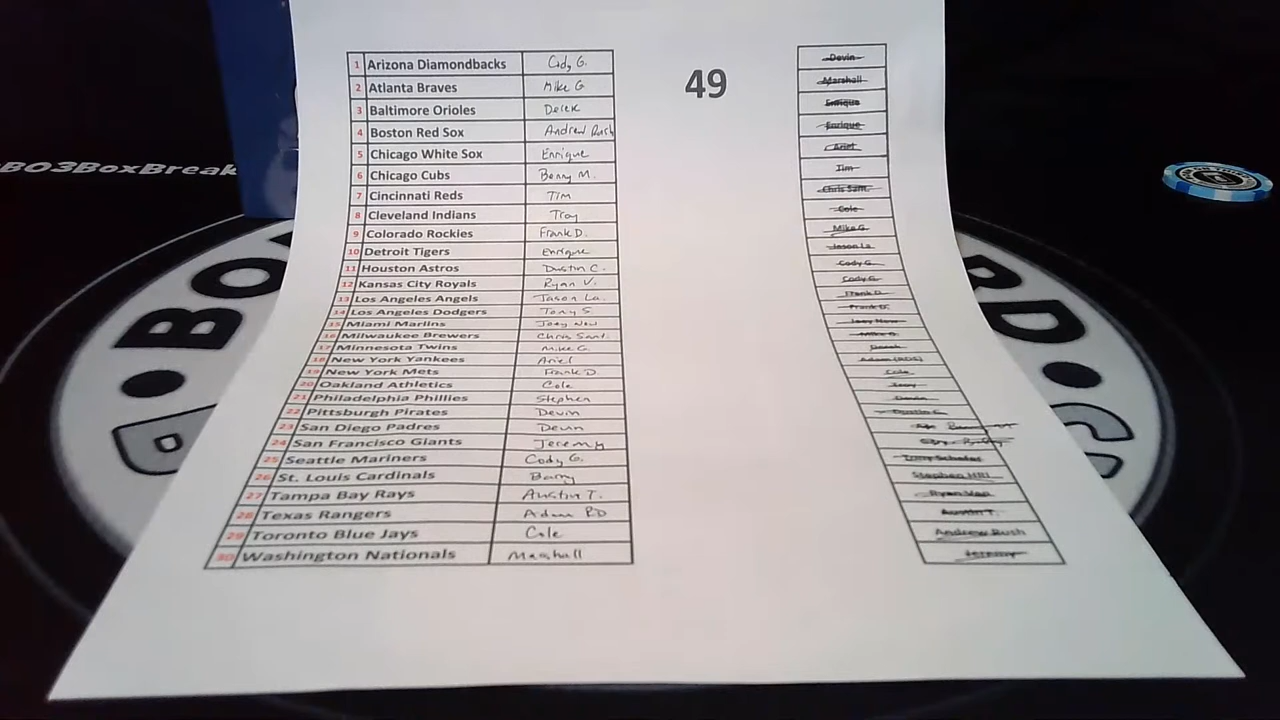 1 Arizona Diamondbacks Cody G.
2 Atlanta Braves Mike G
3 Baltimore Orioles Derek
4 Boston Red Sox Andrew Rush
5 Chicago White Sox Enrique
6 Chicago Cubs Benny M.
7 Cincinnati Reds Tim
8 Cleveland Indians Troy
9 Colorado Rockies Frank D.
10 Detroit Tigers Enrique
11 Houston Astros Dustin C.
12 Kansas City Royals Ryan V.
13 Los Angeles Angels Jason La.
14 Los Angeles Dodgers Tony S.
15 Miami Marlins Joey Now
16 Milwaukee Brewers Chris Sant.
17 Minnesota Twins Mike G.
18 New York Yankees Ariel
19 New York Mets Frank D.
20 Oakland Athletics Cole
21 Philadelphia Phillies Stephen
22 Pittsburgh Pirates Devin
23 San Diego Padres Devin
24 San Francisco Giants Jeremy
25 Seattle Mariners Cody G.
26 St. Louis Cardinals Barry
27 Tampa Bay Rays Austin T.
28 Texas Rangers Adam RD
29 Toronto Blue Jays Cole
30 Washington Nationals Marshall
49
Devin
Marshall
Enrique
Enrique
Ariel
Tim
Chris Sant.
Cole
Mike G.
Jason La.
Cody G.
Cody G.
Frank D.
Frank D.
Joey Now
Mike G.
Derek
Adam (RDS)
Cole
Troy
Devin
Dustin C.
Tony Schafer
Stephen HRL
Ryan Van
Austin T.
Andrew Rush
Jeremy
BO3BoxBreak
BO
RD